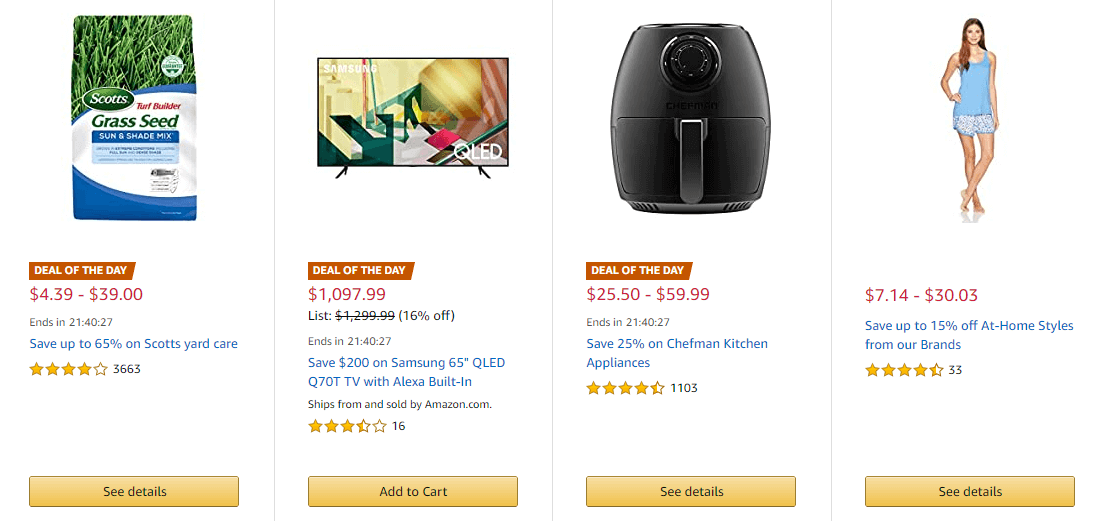 GUARANTEE
Scotts
Turf Builder
Grass Seed
SUN & SHADE MIX
SAMSUNG
QLED
CHEFMAN
DEAL OF THE DAY
$4.39 - $39.00
Ends in 21:40:27
Save up to 65% on Scotts yard care
3663
See details
DEAL OF THE DAY
$1,097.99
List: $1,299.99 (16% off)
Ends in 21:40:27
Save $200 on Samsung 65" QLED
Q70T TV with Alexa Built-In
Ships from and sold by Amazon.com.
16
Add to Cart
DEAL OF THE DAY
$25.50 - $59.99
Ends in 21:40:27
Save 25% on Chefman Kitchen
Appliances
1103
See details
$7.14 - $30.03
Save up to 15% off At-Home Styles
from our Brands
33
See details